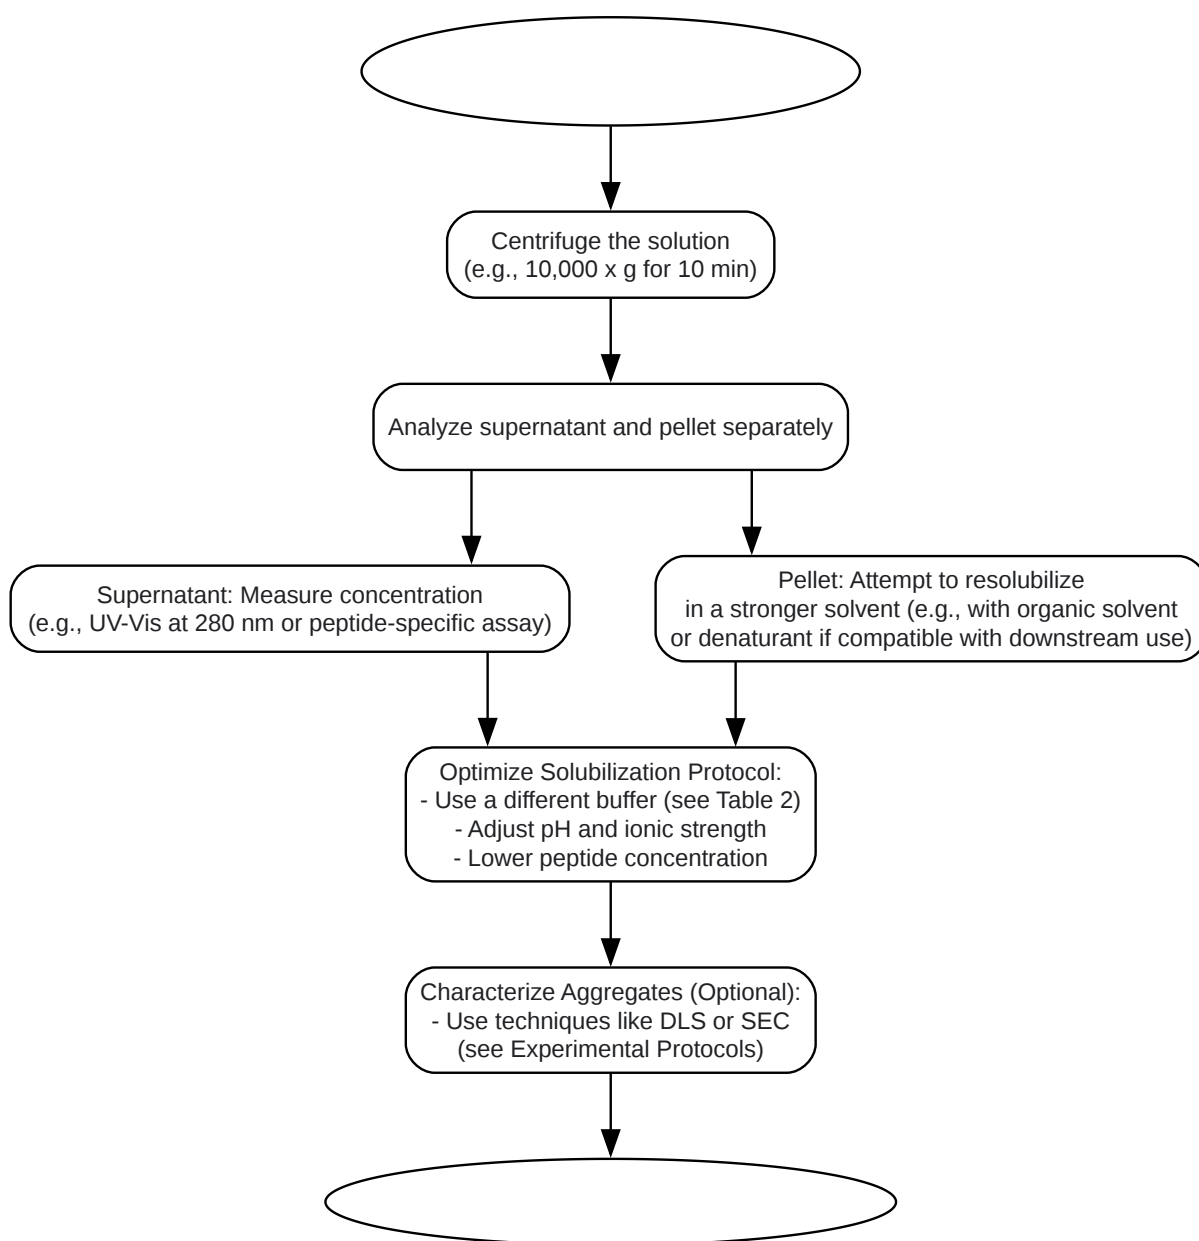 Centrifuge the solution
(e.g., 10,000 x g for 10 min)
Analyze supernatant and pellet separately
Supernatant: Measure concentration
(e.g., UV-Vis at 280 nm or peptide-specific assay)
Pellet: Attempt to resolubilize
in a stronger solvent (e.g., with organic solvent
or denaturant if compatible with downstream use)
Optimize Solubilization Protocol:
- Use a different buffer (see Table 2)
- Adjust pH and ionic strength
- Lower peptide concentration
Characterize Aggregates (Optional):
- Use techniques like DLS or SEC
(see Experimental Protocols)